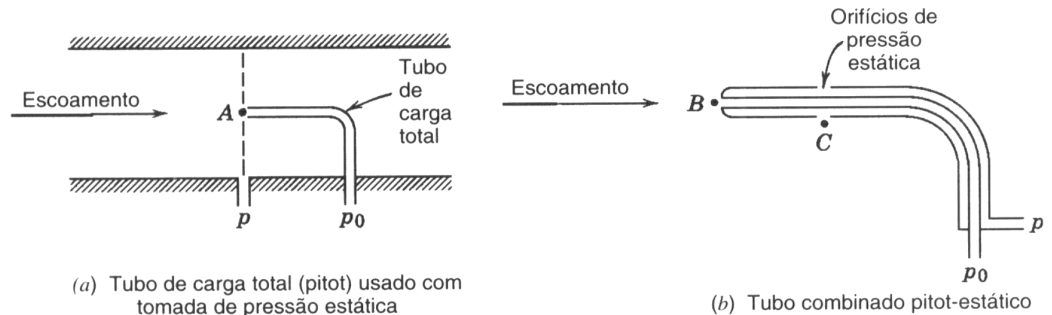 Escoamento
A
Tubo
de
carga
total
p
p0
(a) Tubo de carga total (pitot) usado com
tomada de pressão estática
Orifícios de
pressão
estática
Escoamento
B
C
p
p0
(b) Tubo combinado pitot-estático